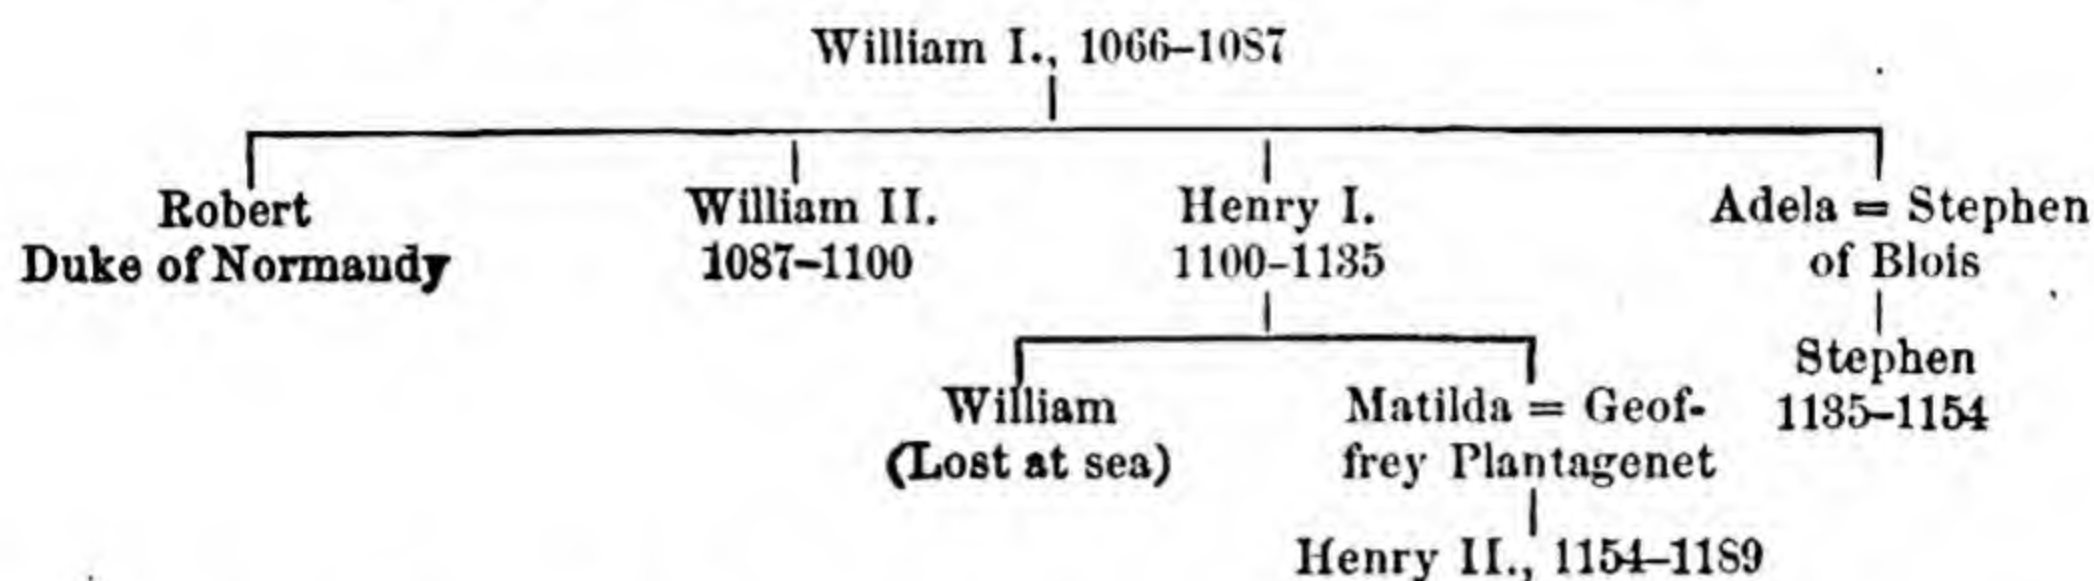 William I., 1066–1087
Robert
Duke of Normandy
William II.
1087–1100
Henry I.
1100–1135
Adela = Stephen
of Blois
Stephen
1135–1154
William
(Lost at sea)
Matilda = Geof-
frey Plantagenet
Henry II., 1154–1189